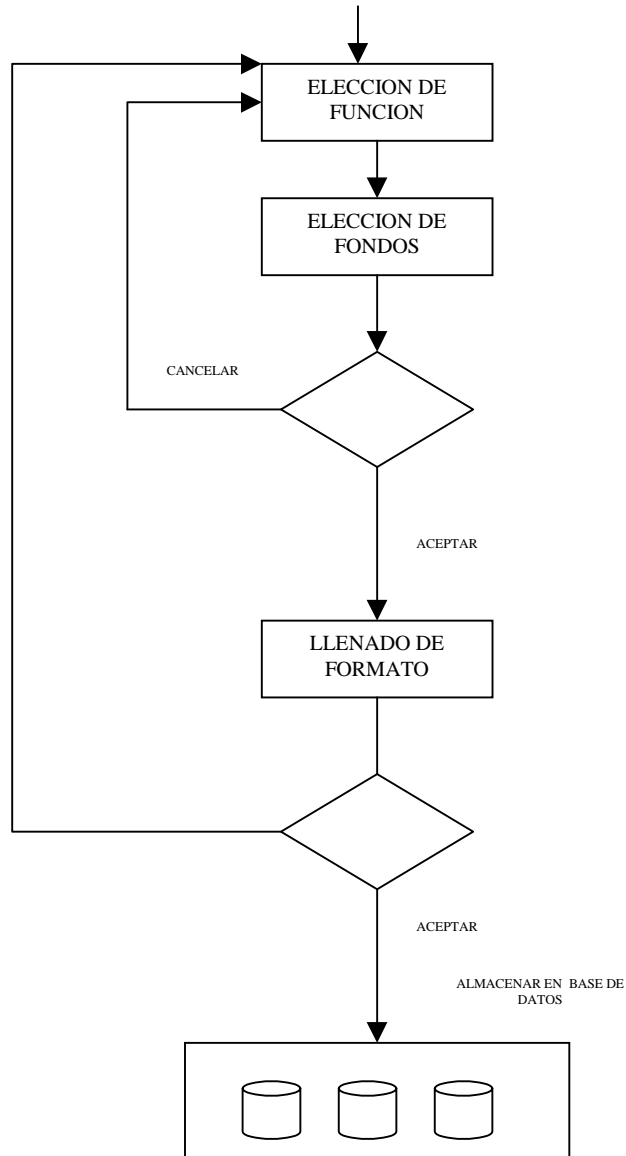 ELECCION DE
FUNCION
ELECCION DE
FONDOS
CANCELAR
ACEPTAR
LLENADO DE
FORMATO
ACEPTAR
ALMACENAR EN BASE DE
DATOS